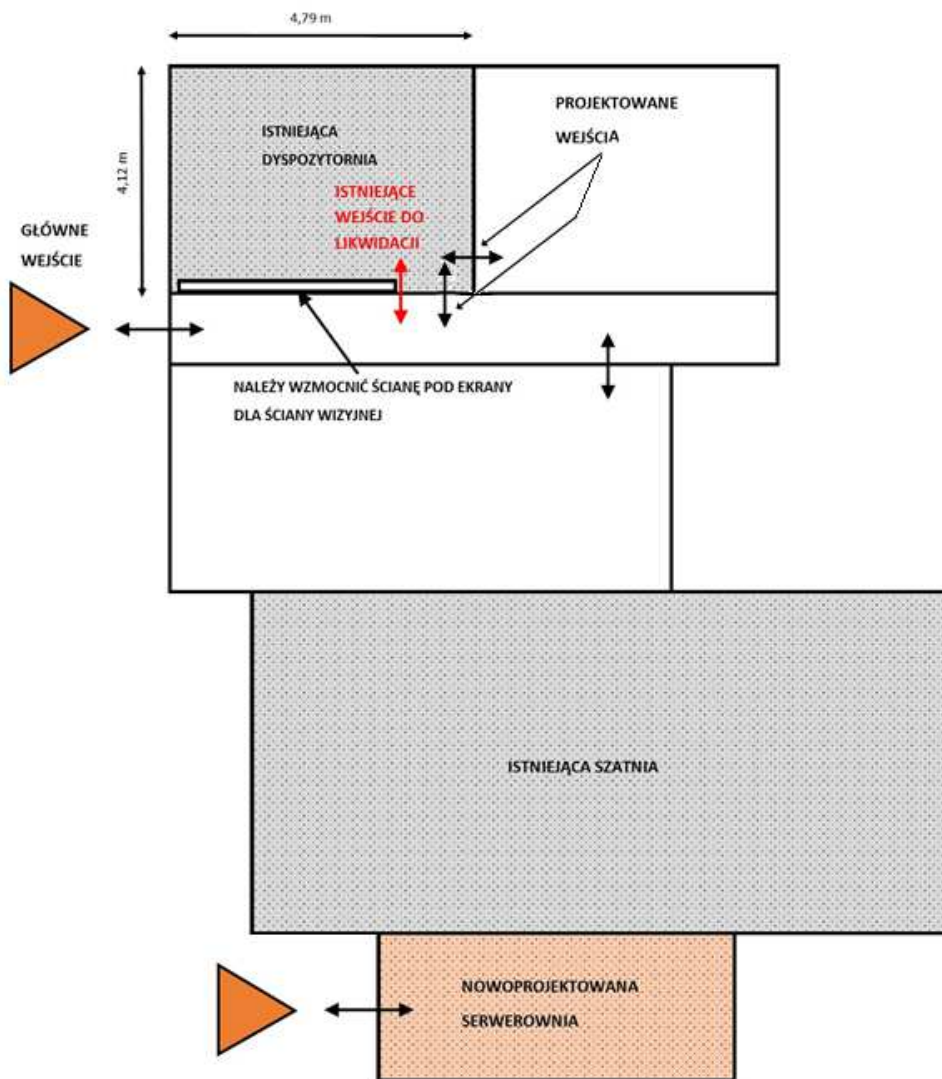 4,79 m
4,12 m
ISTNIEJĄCA
DYSPOZYTORNIA
PROJEKTOWANE
WEJŚCIA
ISTNIEJĄCE
WEJŚCIE DO
LIKWIDACJI
GŁÓWNE
WEJŚCIE
NALEŻY WZMOCNIĆ ŚCIANĘ POD EKRANY
DLA ŚCIANY WIZYJNEJ
ISTNIEJĄCA SZATNIA
NOWOPROJEKTOWANA
SERWEROWNIA